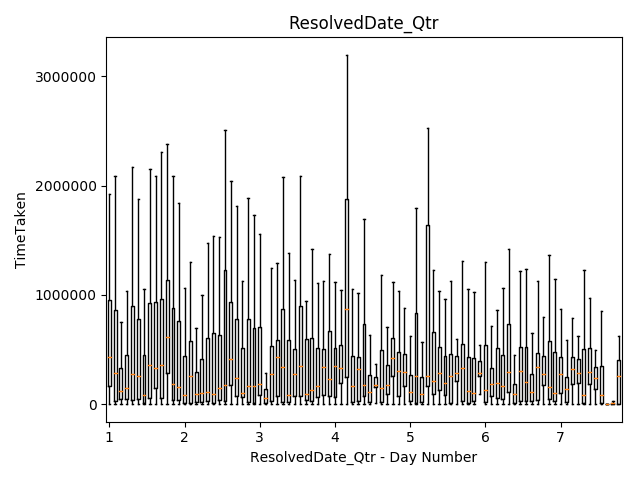 ResolvedDate_Qtr
3000000
2000000
1000000
0
TimeTaken
1 2 3 4 5 6 7
ResolvedDate_Qtr - Day Number